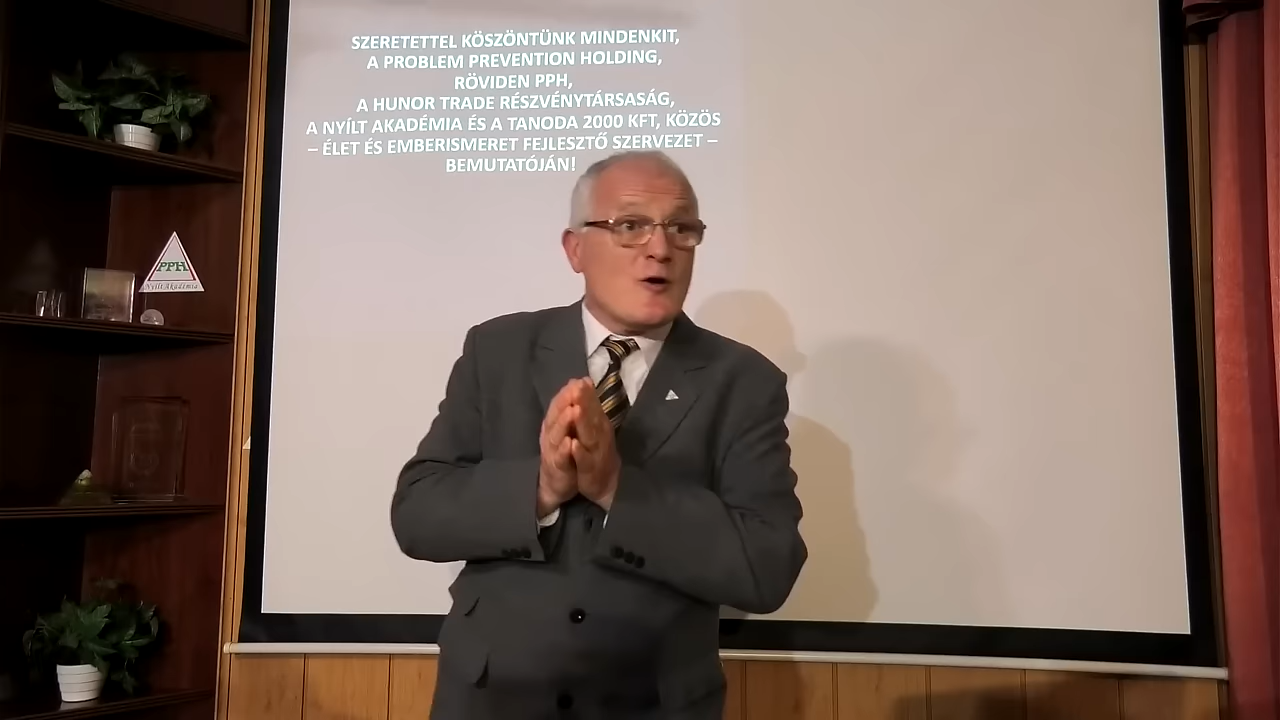 SZERETETTEL KÖSZÖNTÜNK MINDENKIT,
A PROBLEM PREVENTION HOLDING,
RÖVIDEN PPH,
A HUNOR TRADE RÉSZVÉNYTÁRSASÁG,
A NYÍLT AKADÉMIA ÉS A TANODA 2000 KFT, KÖZÖS
– ÉLET ÉS EMBERISMERET FEJLESZTŐ SZERVEZET –
BEMUTATÓJÁN!
PPH
Nyílt Akadémia